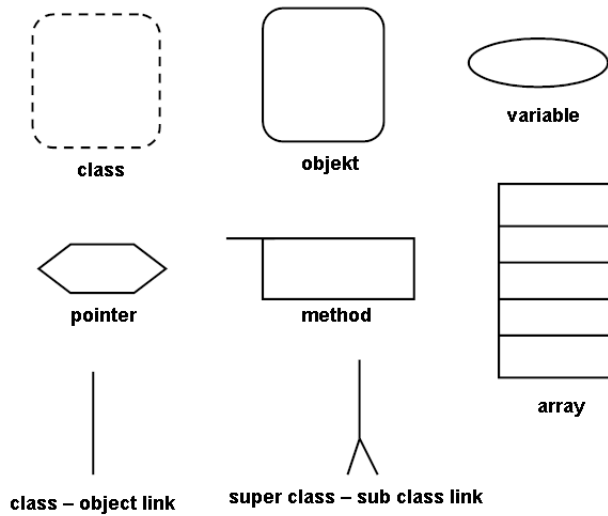 class
objekt
variable
pointer
method
array
class – object link
super class – sub class link